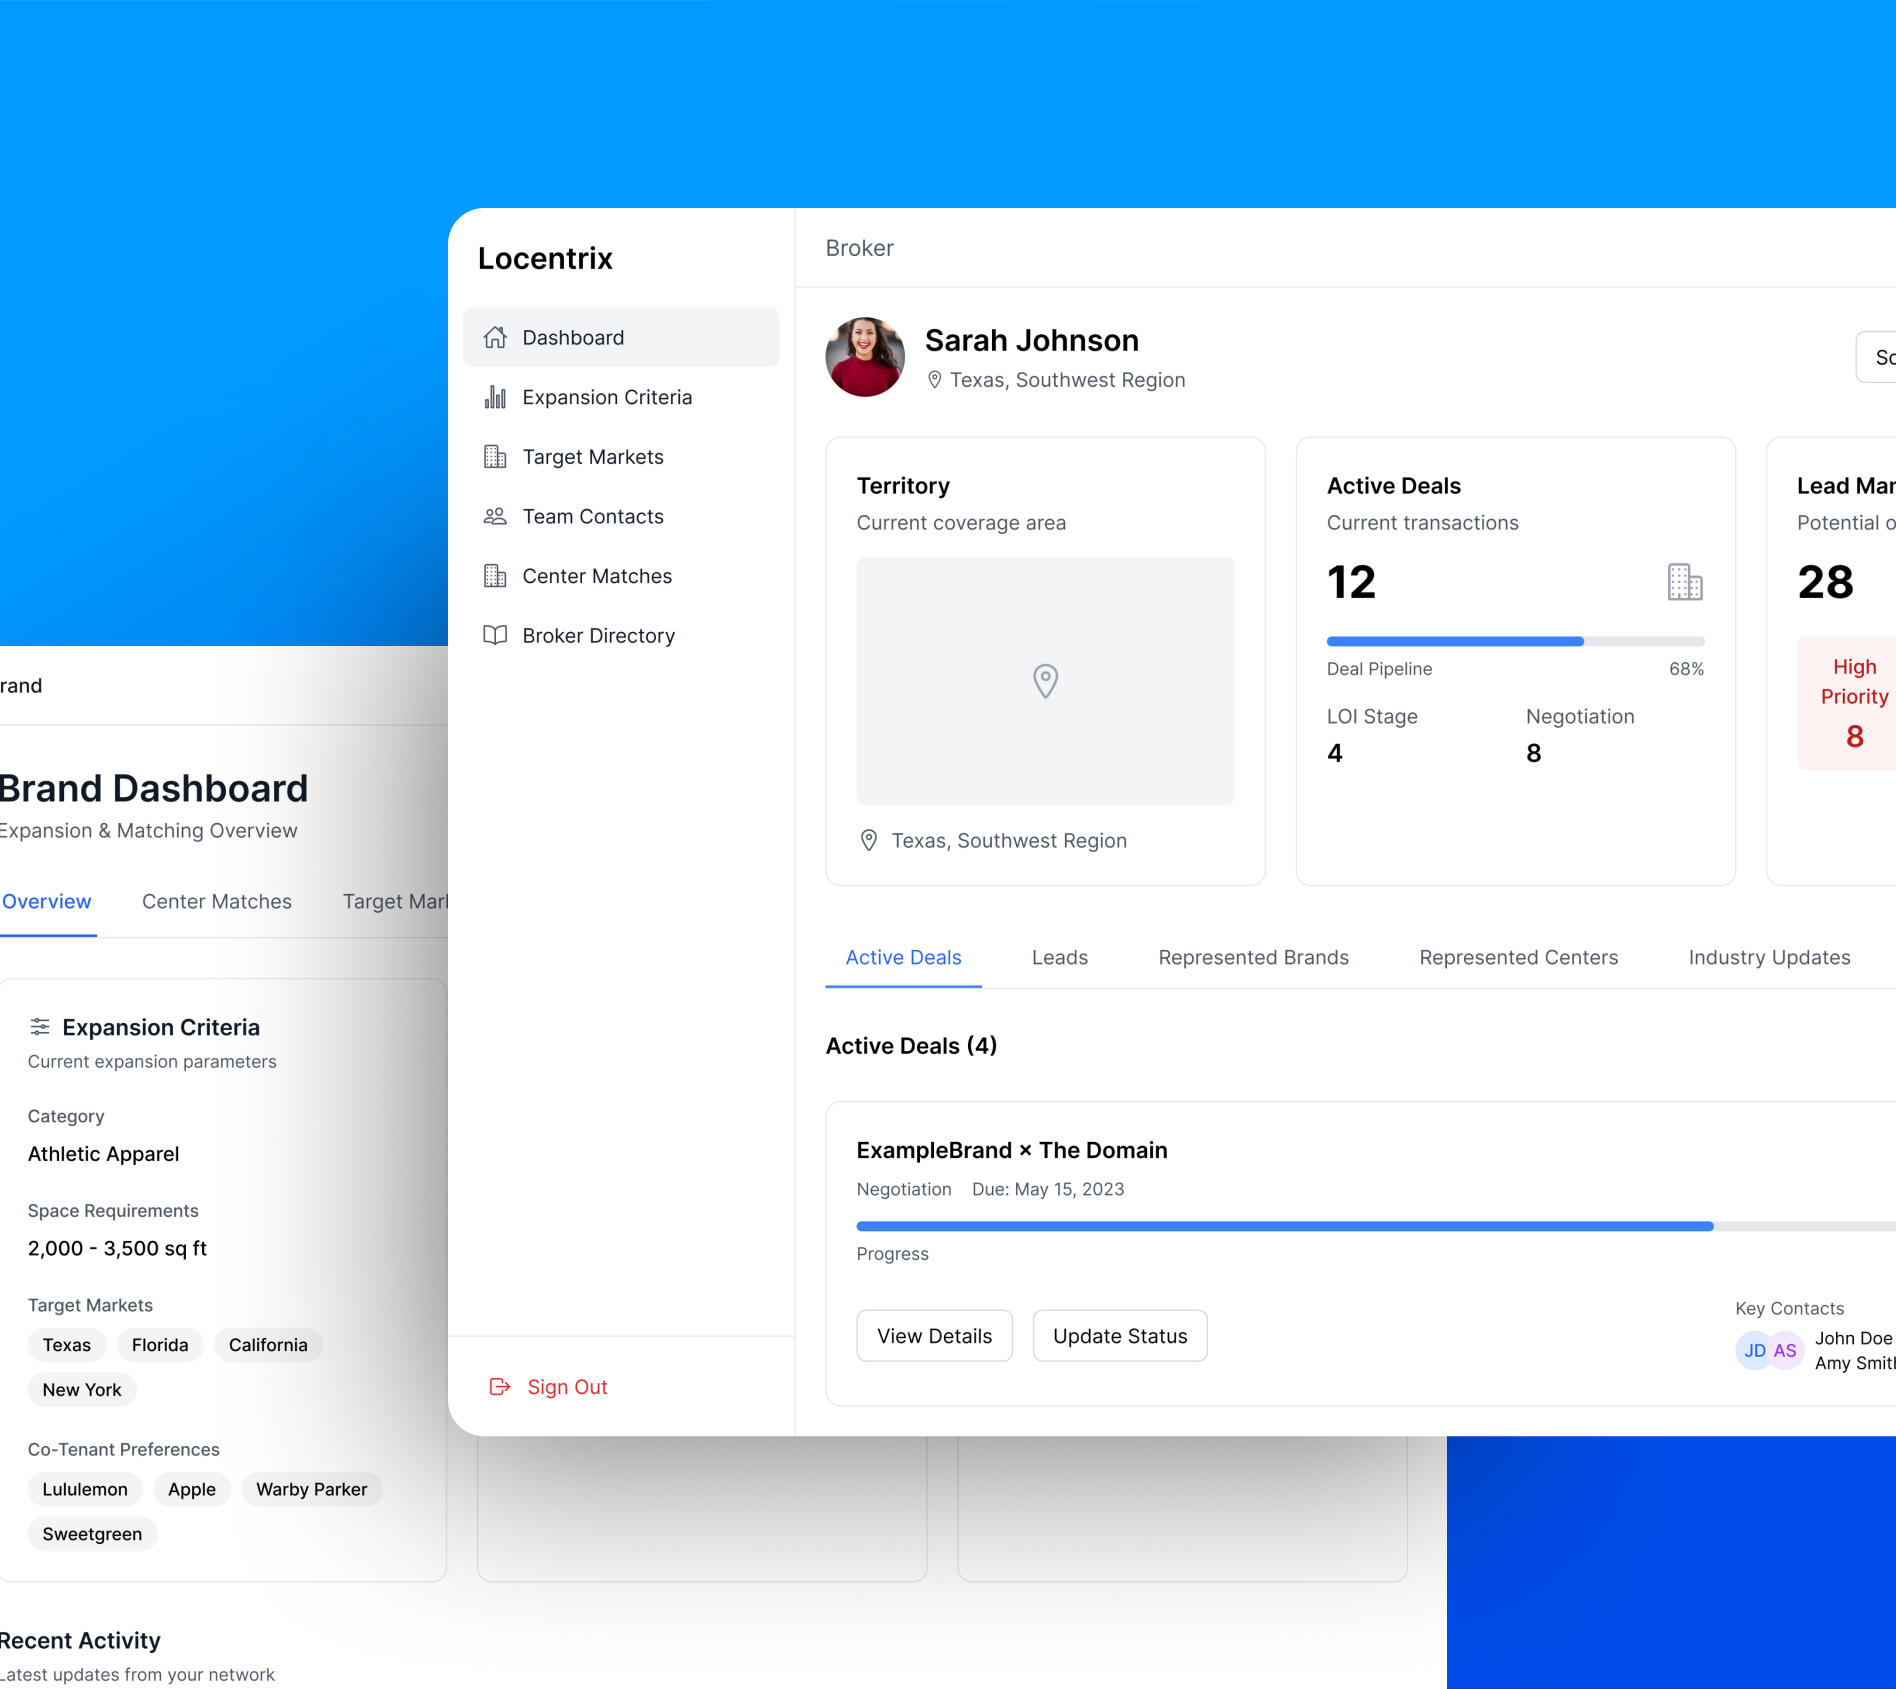 Locentrix
Dashboard
Expansion Criteria
Target Markets
Team Contacts
Center Matches
Broker Directory
Sign Out
Broker
Sarah Johnson
Texas, Southwest Region
Sc
Territory
Current coverage area
Texas, Southwest Region
Active Deals
Current transactions
12
Deal Pipeline 68%
LOI Stage Negotiation
4 8
Lead Mar
Potential o
28
High
Priority
8
Active Deals Leads Represented Brands Represented Centers Industry Updates
Active Deals (4)
ExampleBrand × The Domain
Negotiation Due: May 15, 2023
Progress
View Details Update Status
Key Contacts
JD AS
John Doe
Amy Smith
rand
Brand Dashboard
Expansion & Matching Overview
Overview Center Matches Target Mark
Expansion Criteria
Current expansion parameters
Category
Athletic Apparel
Space Requirements
2,000 - 3,500 sq ft
Target Markets
Texas Florida California
New York
Co-Tenant Preferences
Lululemon Apple Warby Parker
Sweetgreen
Recent Activity
Latest updates from your network